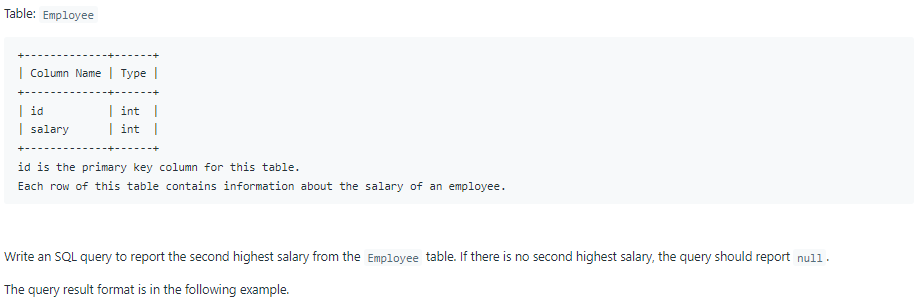 Table: Employee
+-------------+------+
| Column Name | Type |
+-------------+------+
| id          | int  |
| salary      | int  |
+-------------+------+
id is the primary key column for this table.
Each row of this table contains information about the salary of an employee.
Write an SQL query to report the second highest salary from the Employee table. If there is no second highest salary, the query should report null.
The query result format is in the following example.